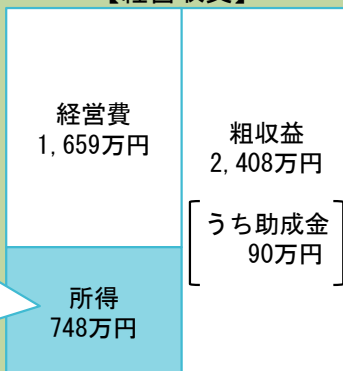 経営費
1,659万円
粗収益
2,408万円
うち助成金
90万円
所得
748万円